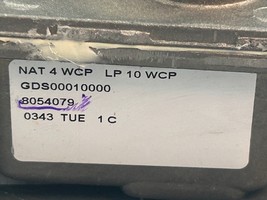 NAT 4 WCP LP 10 WCP
GDS00010000
8054079
0343 TUE 1 C